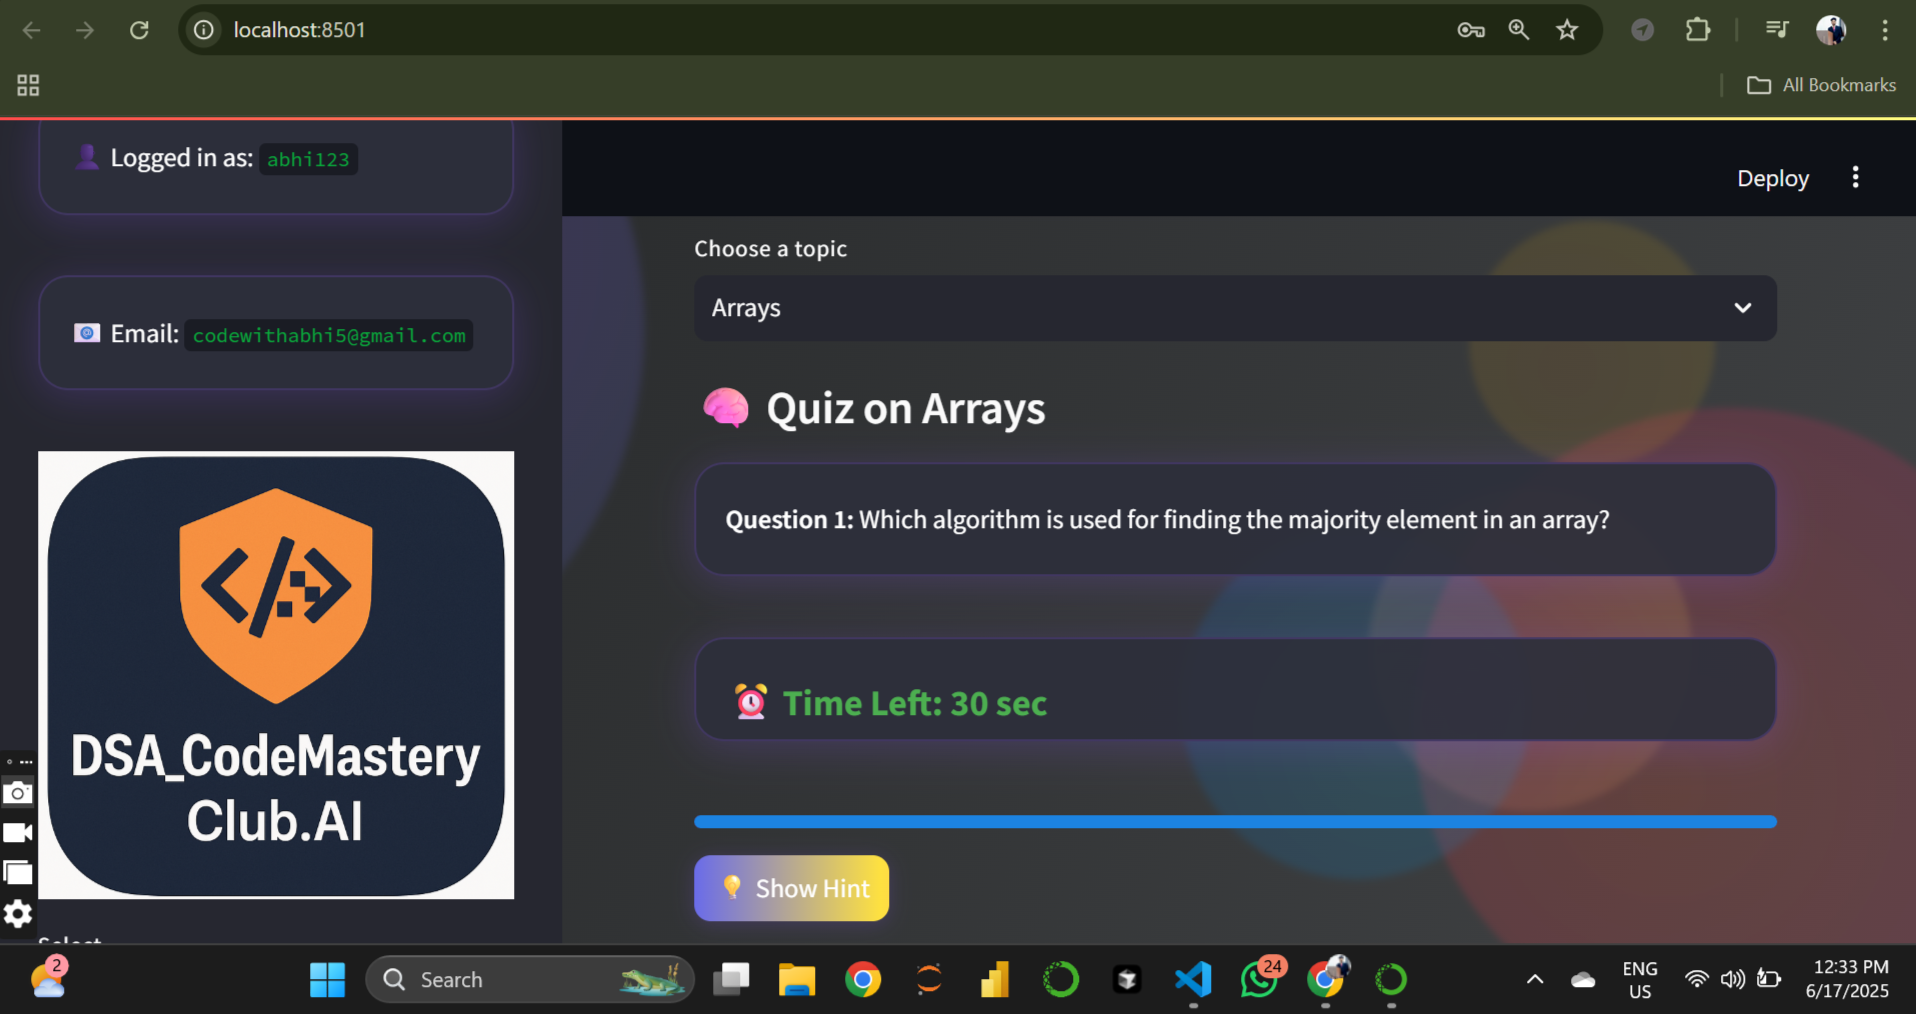 localhost:8501
All Bookmarks
Logged in as: abhi123
Email: codewithabhi5@gmail.com
DSA_CodeMastery
Club.AI
Select
Deploy
Choose a topic
Arrays
Quiz on Arrays
Question 1: Which algorithm is used for finding the majority element in an array?
Time Left: 30 sec
Show Hint
2
Search
24
ENG
US
12:33 PM
6/17/2025